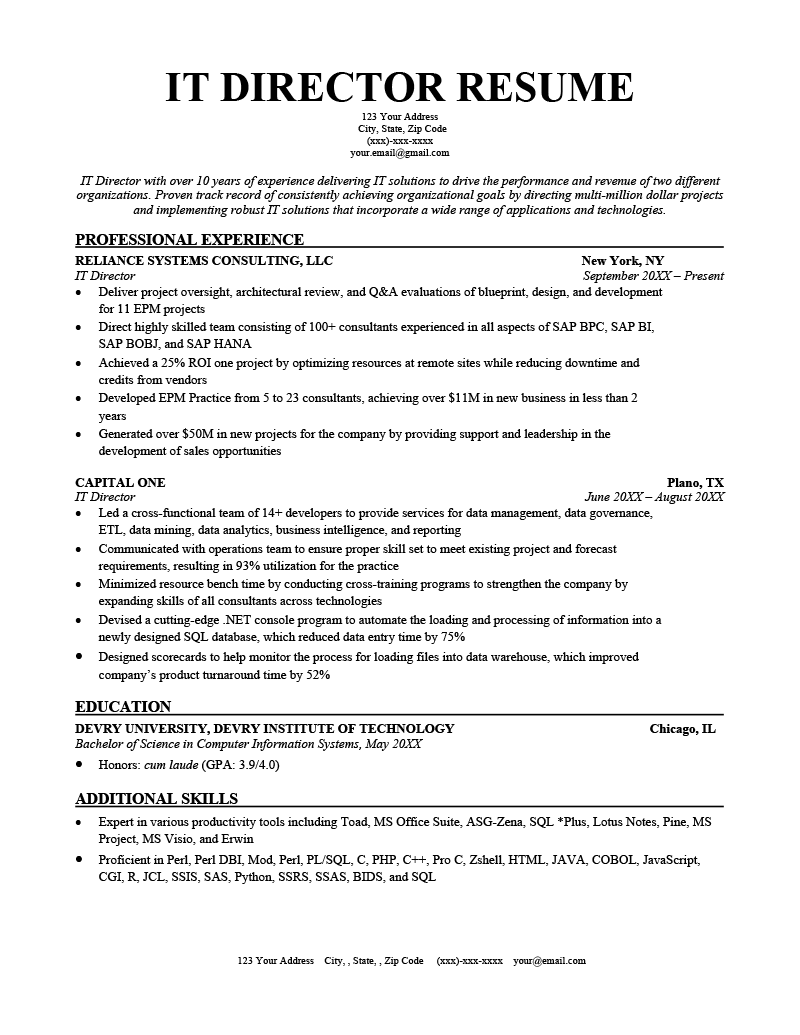 IT DIRECTOR RESUME
123 Your Address
City, State, Zip Code
(xxx)-xxx-xxxx
your.email@gmail.com
IT Director with over 10 years of experience delivering IT solutions to drive the performance and revenue of two different
organizations. Proven track record of consistently achieving organizational goals by directing multi-million dollar projects
and implementing robust IT solutions that incorporate a wide range of applications and technologies.
PROFESSIONAL EXPERIENCE
RELIANCE SYSTEMS CONSULTING, LLC New York, NY
IT Director September 20XX – Present
• Deliver project oversight, architectural review, and Q&A evaluations of blueprint, design, and development
for 11 EPM projects
• Direct highly skilled team consisting of 100+ consultants experienced in all aspects of SAP BPC, SAP BI,
SAP BOBJ, and SAP HANA
• Achieved a 25% ROI one project by optimizing resources at remote sites while reducing downtime and
credits from vendors
• Developed EPM Practice from 5 to 23 consultants, achieving over $11M in new business in less than 2
years
• Generated over $50M in new projects for the company by providing support and leadership in the
development of sales opportunities
CAPITAL ONE Plano, TX
IT Director June 20XX – August 20XX
• Led a cross-functional team of 14+ developers to provide services for data management, data governance,
ETL, data mining, data analytics, business intelligence, and reporting
• Communicated with operations team to ensure proper skill set to meet existing project and forecast
requirements, resulting in 93% utilization for the practice
• Minimized resource bench time by conducting cross-training programs to strengthen the company by
expanding skills of all consultants across technologies
• Devised a cutting-edge .NET console program to automate the loading and processing of information into a
newly designed SQL database, which reduced data entry time by 75%
• Designed scorecards to help monitor the process for loading files into data warehouse, which improved
company’s product turnaround time by 52%
EDUCATION
DEVRY UNIVERSITY, DEVRY INSTITUTE OF TECHNOLOGY Chicago, IL
Bachelor of Science in Computer Information Systems, May 20XX
• Honors: cum laude (GPA: 3.9/4.0)
ADDITIONAL SKILLS
• Expert in various productivity tools including Toad, MS Office Suite, ASG-Zena, SQL *Plus, Lotus Notes, Pine, MS
Project, MS Visio, and Erwin
• Proficient in Perl, Perl DBI, Mod, Perl, PL/SQL, C, PHP, C++, Pro C, Zshell, HTML, JAVA, COBOL, JavaScript,
CGI, R, JCL, SSIS, SAS, Python, SSRS, SSAS, BIDS, and SQL
123 Your Address City, , State, , Zip Code (xxx)-xxx-xxxx your@email.com